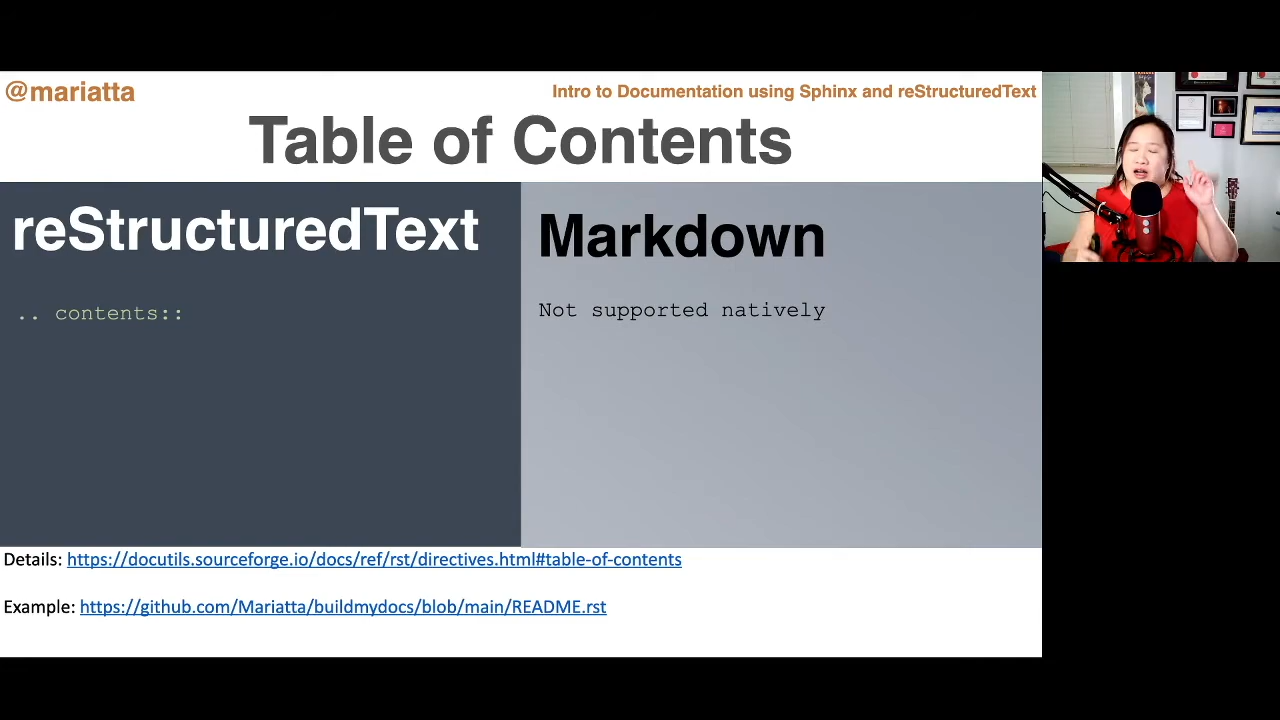 @mariatta
Intro to Documentation using Sphinx and reStructuredText
Table of Contents
reStructuredText
.. contents::
Markdown
Not supported natively
Details: https://docutils.sourceforge.io/docs/ref/rst/directives.html#table-of-contents
Example: https://github.com/Mariatta/buildmydocs/blob/main/README.rst